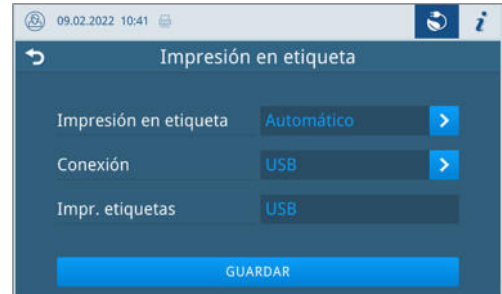 09.02.2022 10:41
Impresión en etiqueta
Impresión en etiqueta Automático
Conexión USB
Impr. etiquetas USB
GUARDAR